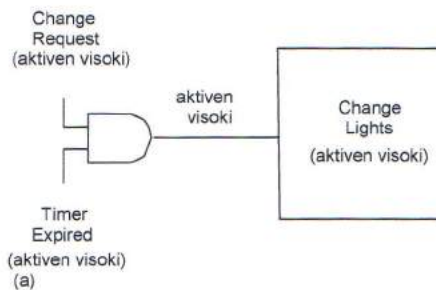 Change
Request
(aktiven visoki)
aktiven
visoki
Change
Lights
(aktiven visoki)
Timer
Expired
(aktiven visoki)
(a)